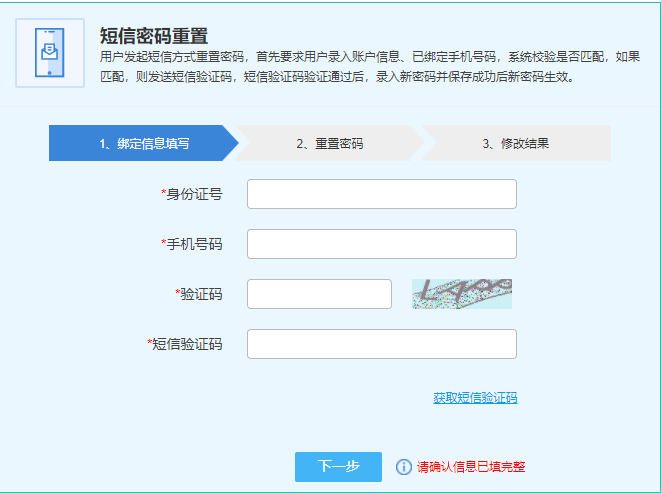 短信密码重置
用户发起短信方式重置密码，首先要求用户录入账户信息、已绑定手机号码，系统校验是否匹配，如果
匹配，则发送短信验证码，短信验证码验证通过后，录入新密码并保存成功后新密码生效。
1、绑定信息填写 2、重置密码 3、修改结果
*身份证号
*手机号码
*验证码
*短信验证码
获取短信验证码
下一步 请确认信息已填完整